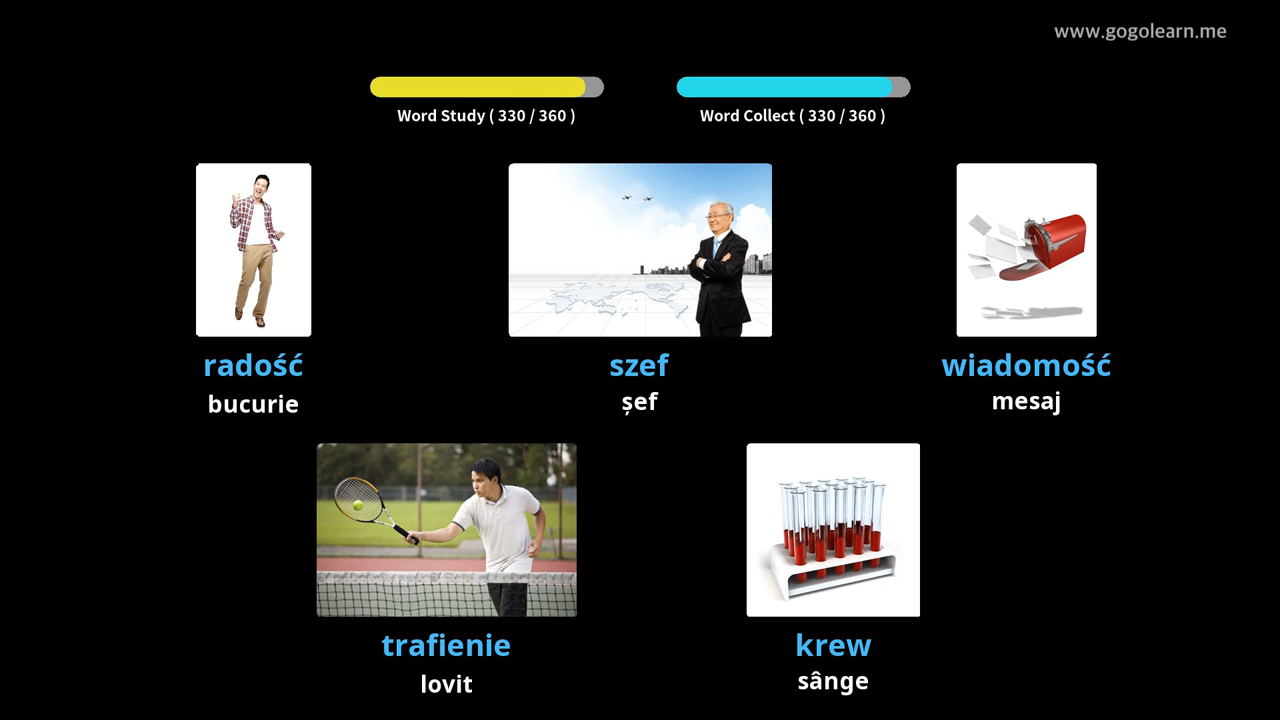 www.gogolearn.me
Word Study ( 330 / 360 )
Word Collect ( 330 / 360 )
radość
bucurie
szef
șef
wiadomość
mesaj
trafienie
lovit
krew
sânge